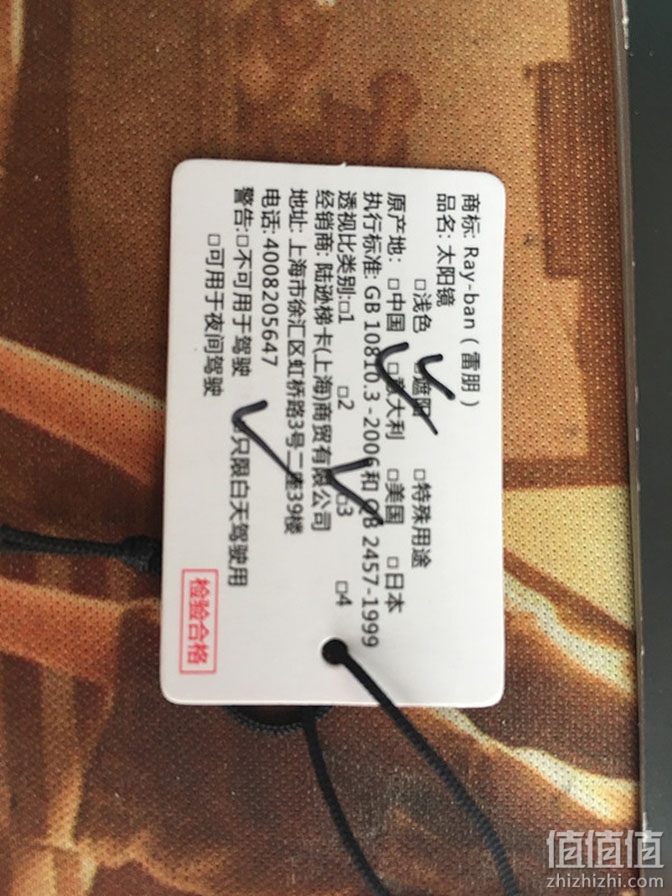 商标: Ray-ban ( 雷朋 )
品名: 太阳镜
□浅色 □遮阳 □特殊用途
原产地: □中国 □意大利 □美国 □日本
执行标准: GB 10810.3-2006和 QB 2457-1999
透视比类别:□1 □2 □3 □4
经销商: 陆逊梯卡(上海)商贸有限公司
地址: 上海市徐汇区虹桥路3号二座39楼
电话: 4008205647
警告:□不可用于驾驶 □只限白天驾驶用
□可用于夜间驾驶
检验合格
值值值
zhizhizhi.com